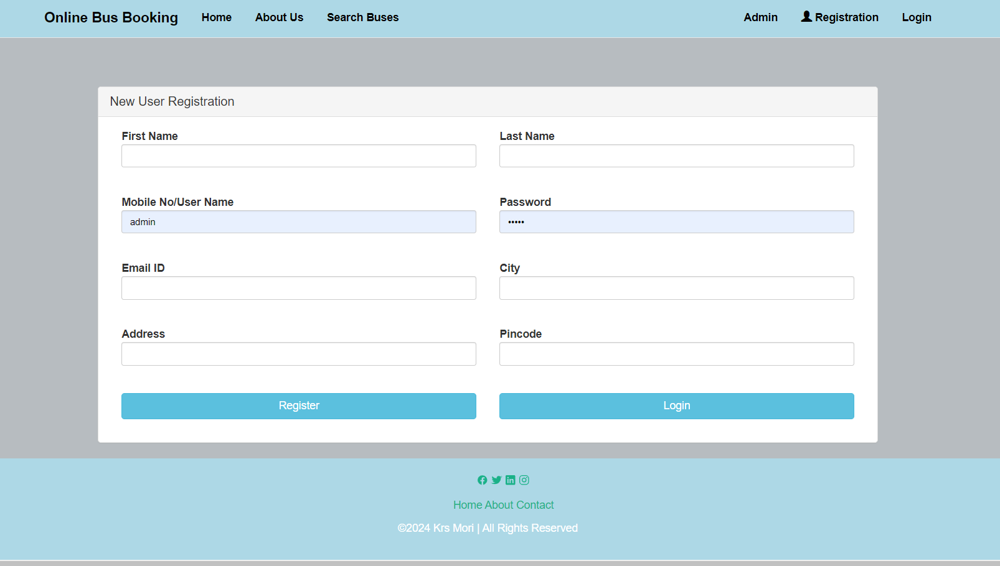 Online Bus Booking Home About Us Search Buses Admin Registration Login
New User Registration
First Name Last Name
Mobile No/User Name Password
admin •••••
Email ID City
Address Pincode
Register Login
Home About Contact
©2024 Krs Mori | All Rights Reserved